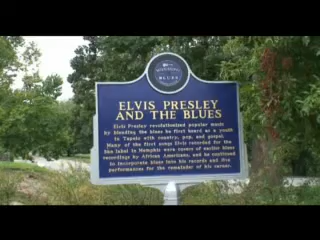 BLUES
ELVIS PRESLEY
AND THE BLUES
Elvis Presley revolutionized popular music
by blending the blues he first heard as a youth
in Tupelo with country, pop, and gospel.
Many of the first songs Elvis recorded for the
Sun label in Memphis were covers of earlier blues
recordings by African Americans, and he continued
to incorporate blues into his records and live
performances for the remainder of his career.